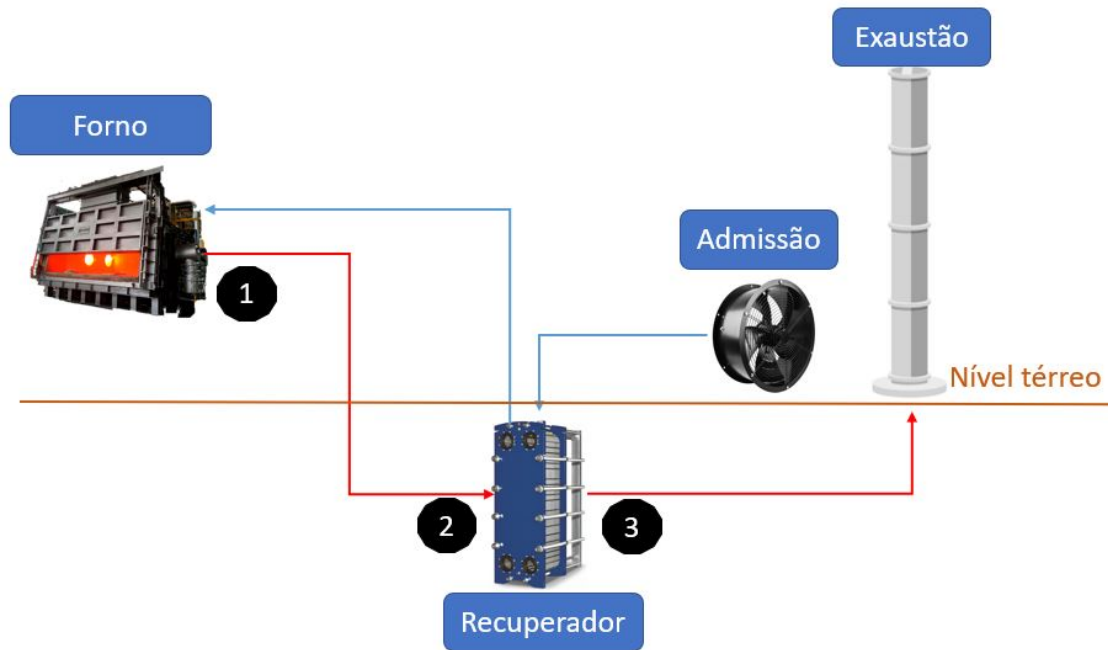 Exaustão
Forno
Admissão
1
Nível térreo
2
3
Recuperador